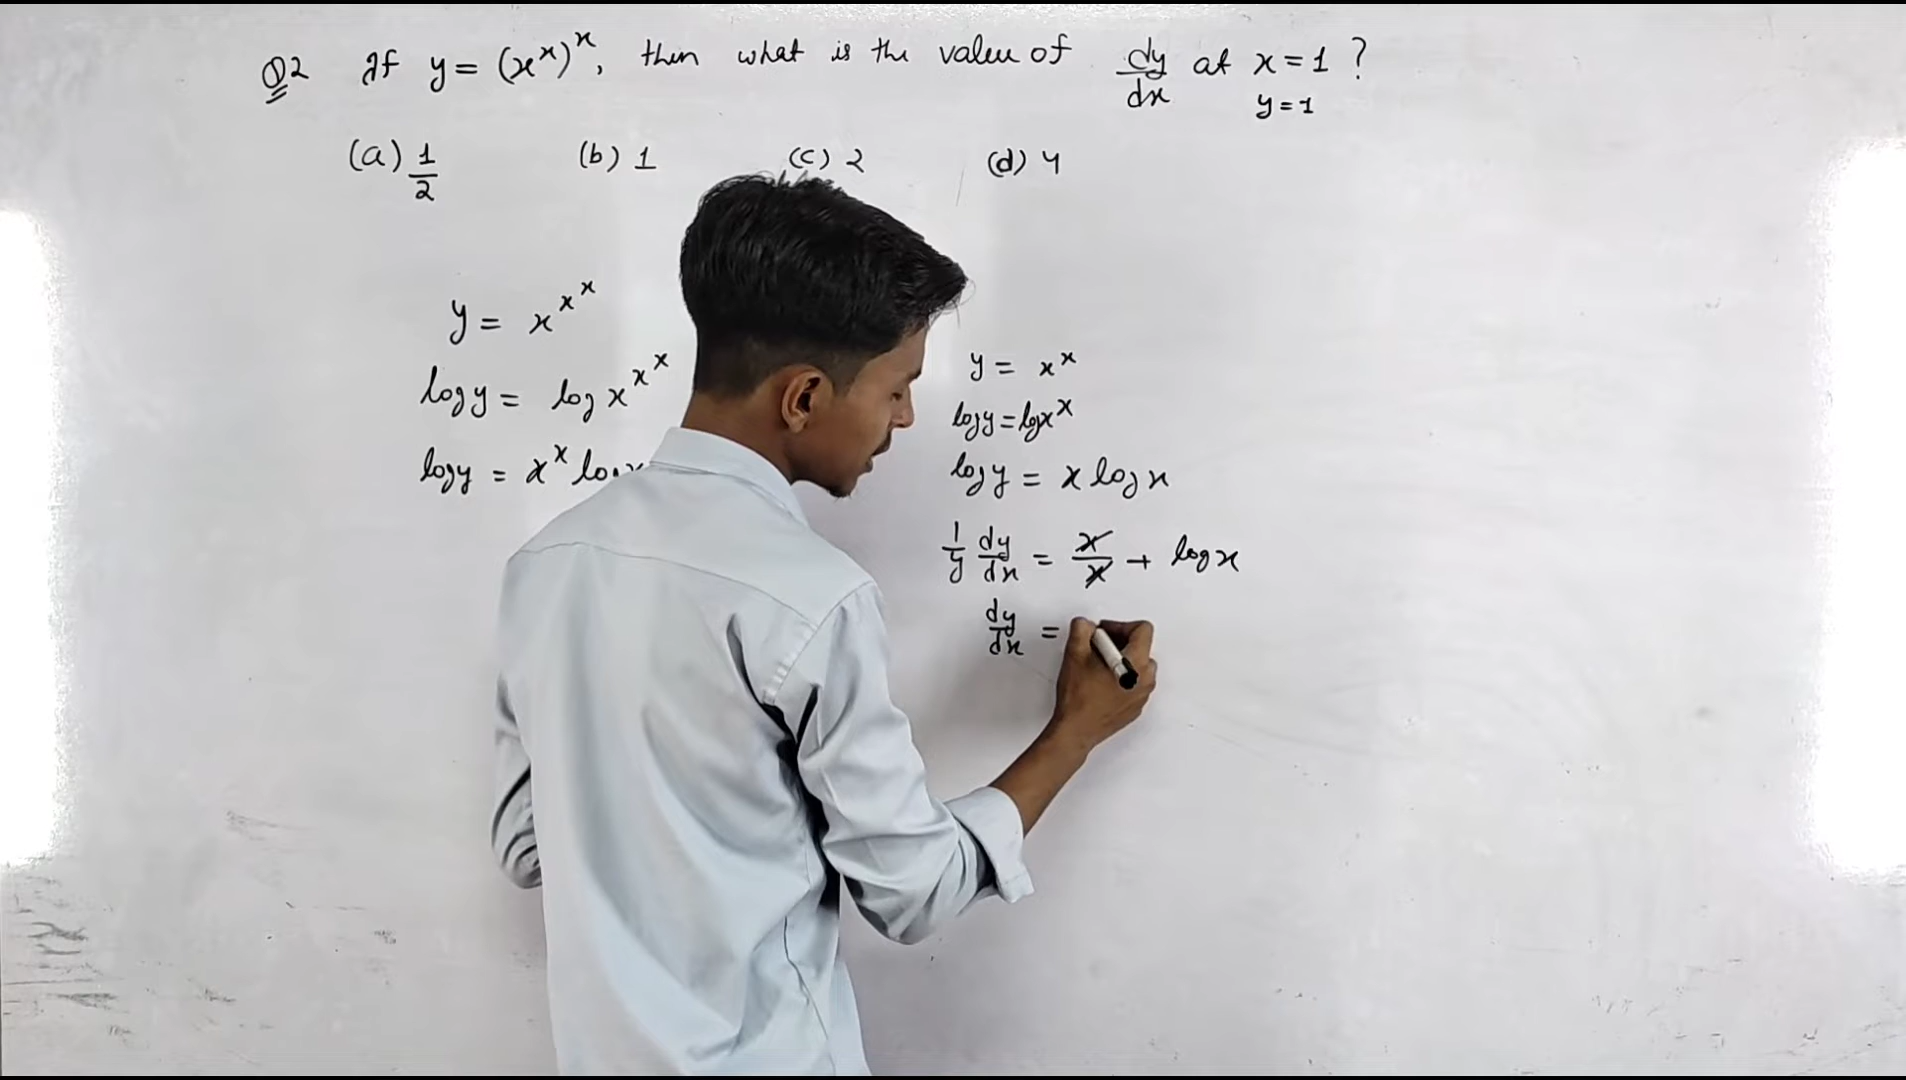 Q2 If y = (x^x)^x, then what is the value of dy/dx at x = 1 ?
y = 1
(a) 1/2 (b) 1 (c) 2 (d) 4
y = x^x^x
log y = log x^x^x
log y = x^x log x
y = x^x
log y = log x^x
log y = x log x
1/y dy/dx = x/x + log x
dy/dx =